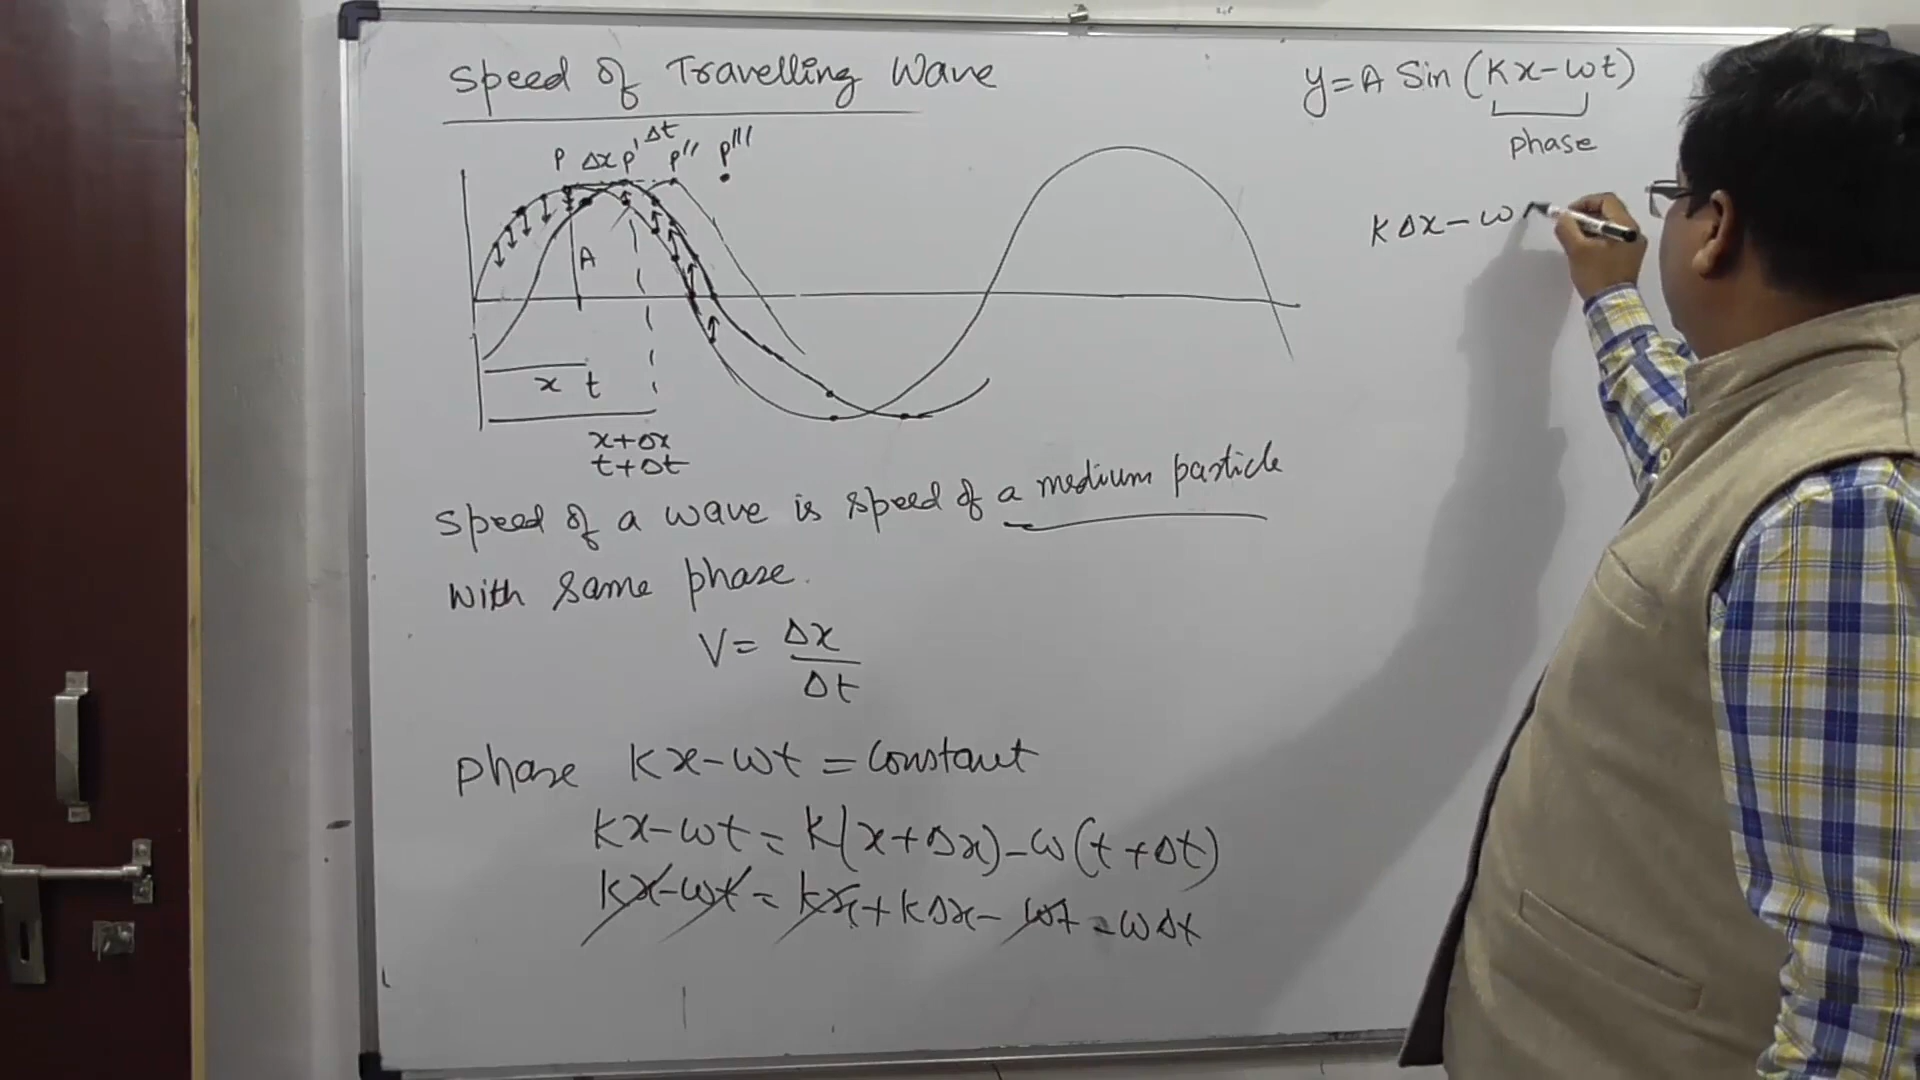 Speed of Travelling Wave
y=A Sin (Kx-ωt)
phase
Δt
P Δx P' P'' P'''
KΔx-ω
A
x t
x+Δx
t+Δt
Speed of a wave is speed of a medium particle
with same phase.
V= Δx
Δt
Phase Kx-ωt = Constant
Kx-ωt = K(x+Δx)-ω(t+Δt)
Kx-ωt = Kx+KΔx-ωt-ωΔt